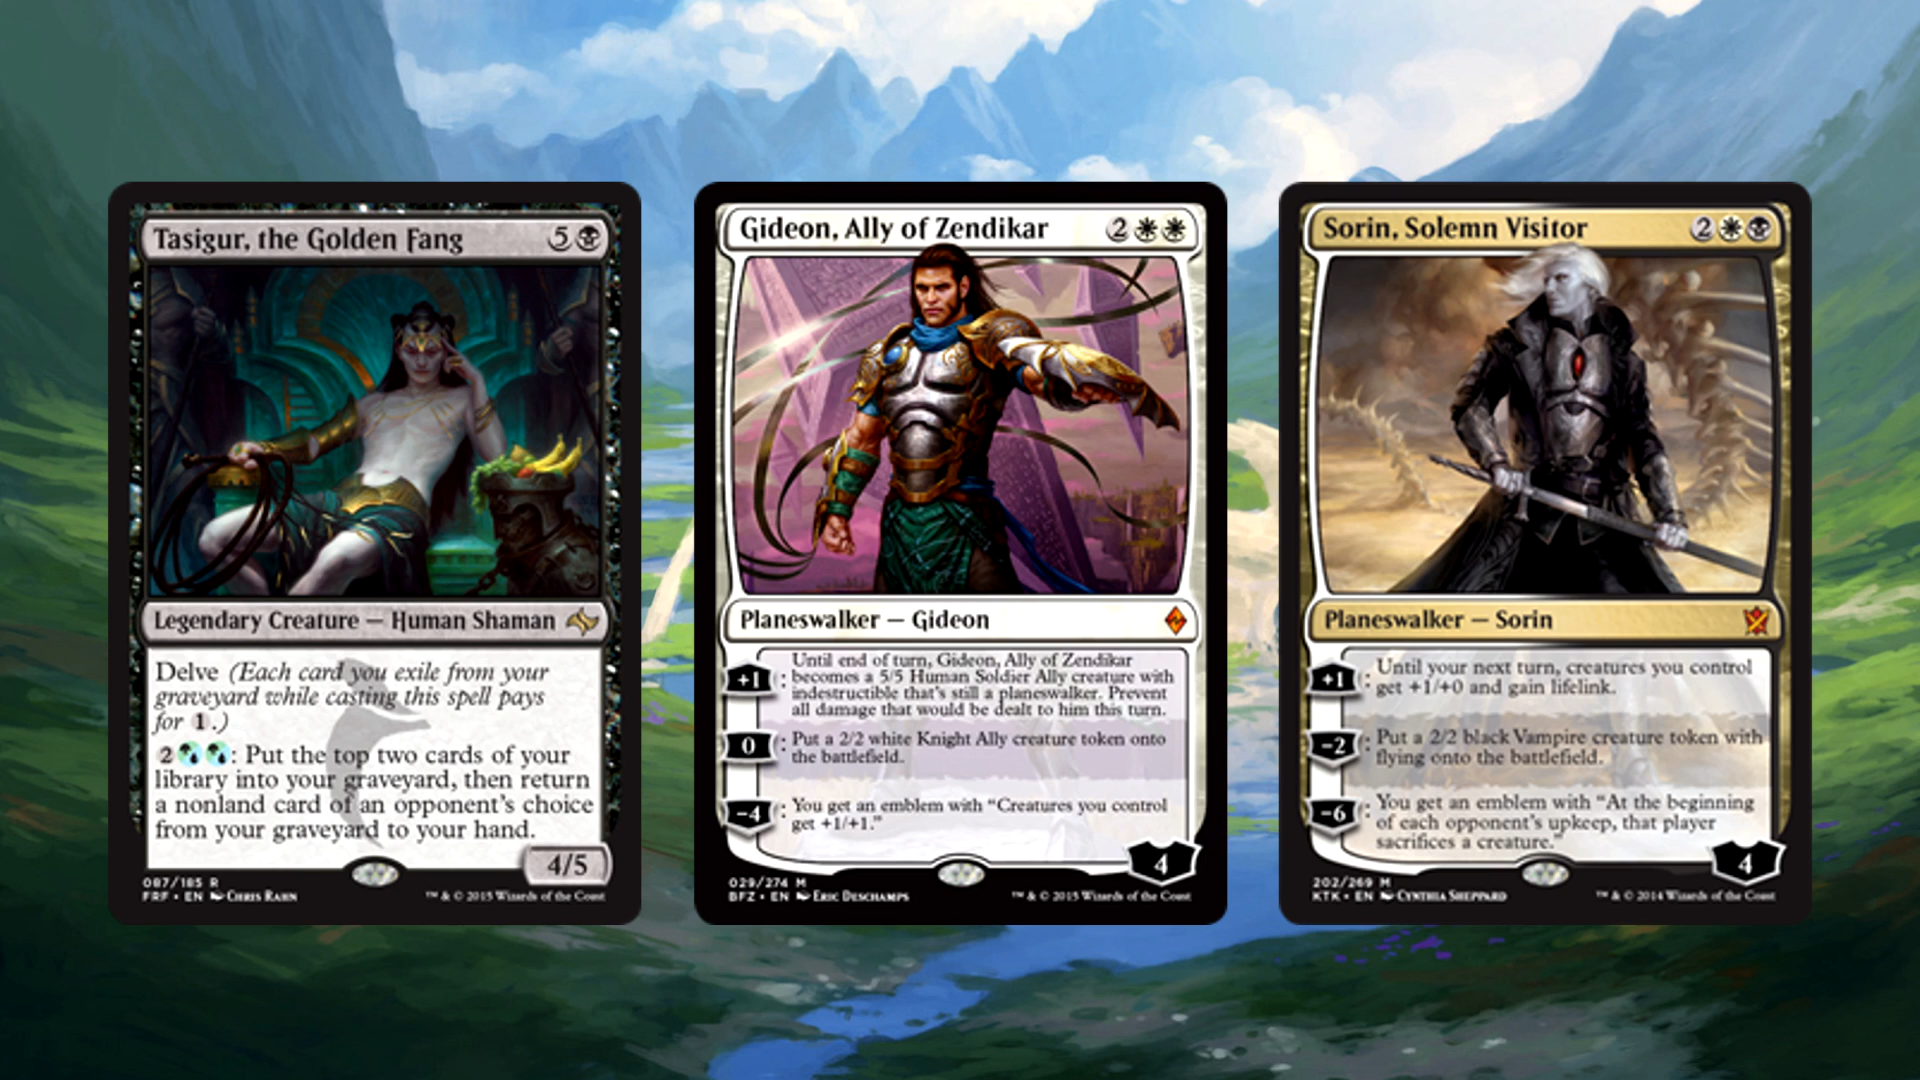 Tasigur, the Golden Fang 5
Legendary Creature — Human Shaman
Delve (Each card you exile from your
graveyard while casting this spell pays
for 1.)
2: Put the top two cards of your
library into your graveyard, then return
a nonland card of an opponent's choice
from your graveyard to your hand.
4/5
087/185 R
FRF • EN Chris Rahn
™ & © 2015 Wizards of the Coast
Gideon, Ally of Zendikar 2
Planeswalker — Gideon
+1: Until end of turn, Gideon, Ally of Zendikar
becomes a 5/5 Human Soldier Ally creature with
indestructible that's still a planeswalker. Prevent
all damage that would be dealt to him this turn.
0: Put a 2/2 white Knight Ally creature token onto
the battlefield.
-4: You get an emblem with "Creatures you control
get +1/+1."
4
029/274 M
BFZ • EN Eric Deschamps
™ & © 2015 Wizards of the Coast
Sorin, Solemn Visitor 2
Planeswalker — Sorin
+1: Until your next turn, creatures you control
get +1/+0 and gain lifelink.
-2: Put a 2/2 black Vampire creature token with
flying onto the battlefield.
-6: You get an emblem with "At the beginning
of each opponent's upkeep, that player
sacrifices a creature."
4
202/269 M
KTK • EN Cynthia Sheppard
™ & © 2014 Wizards of the Coast